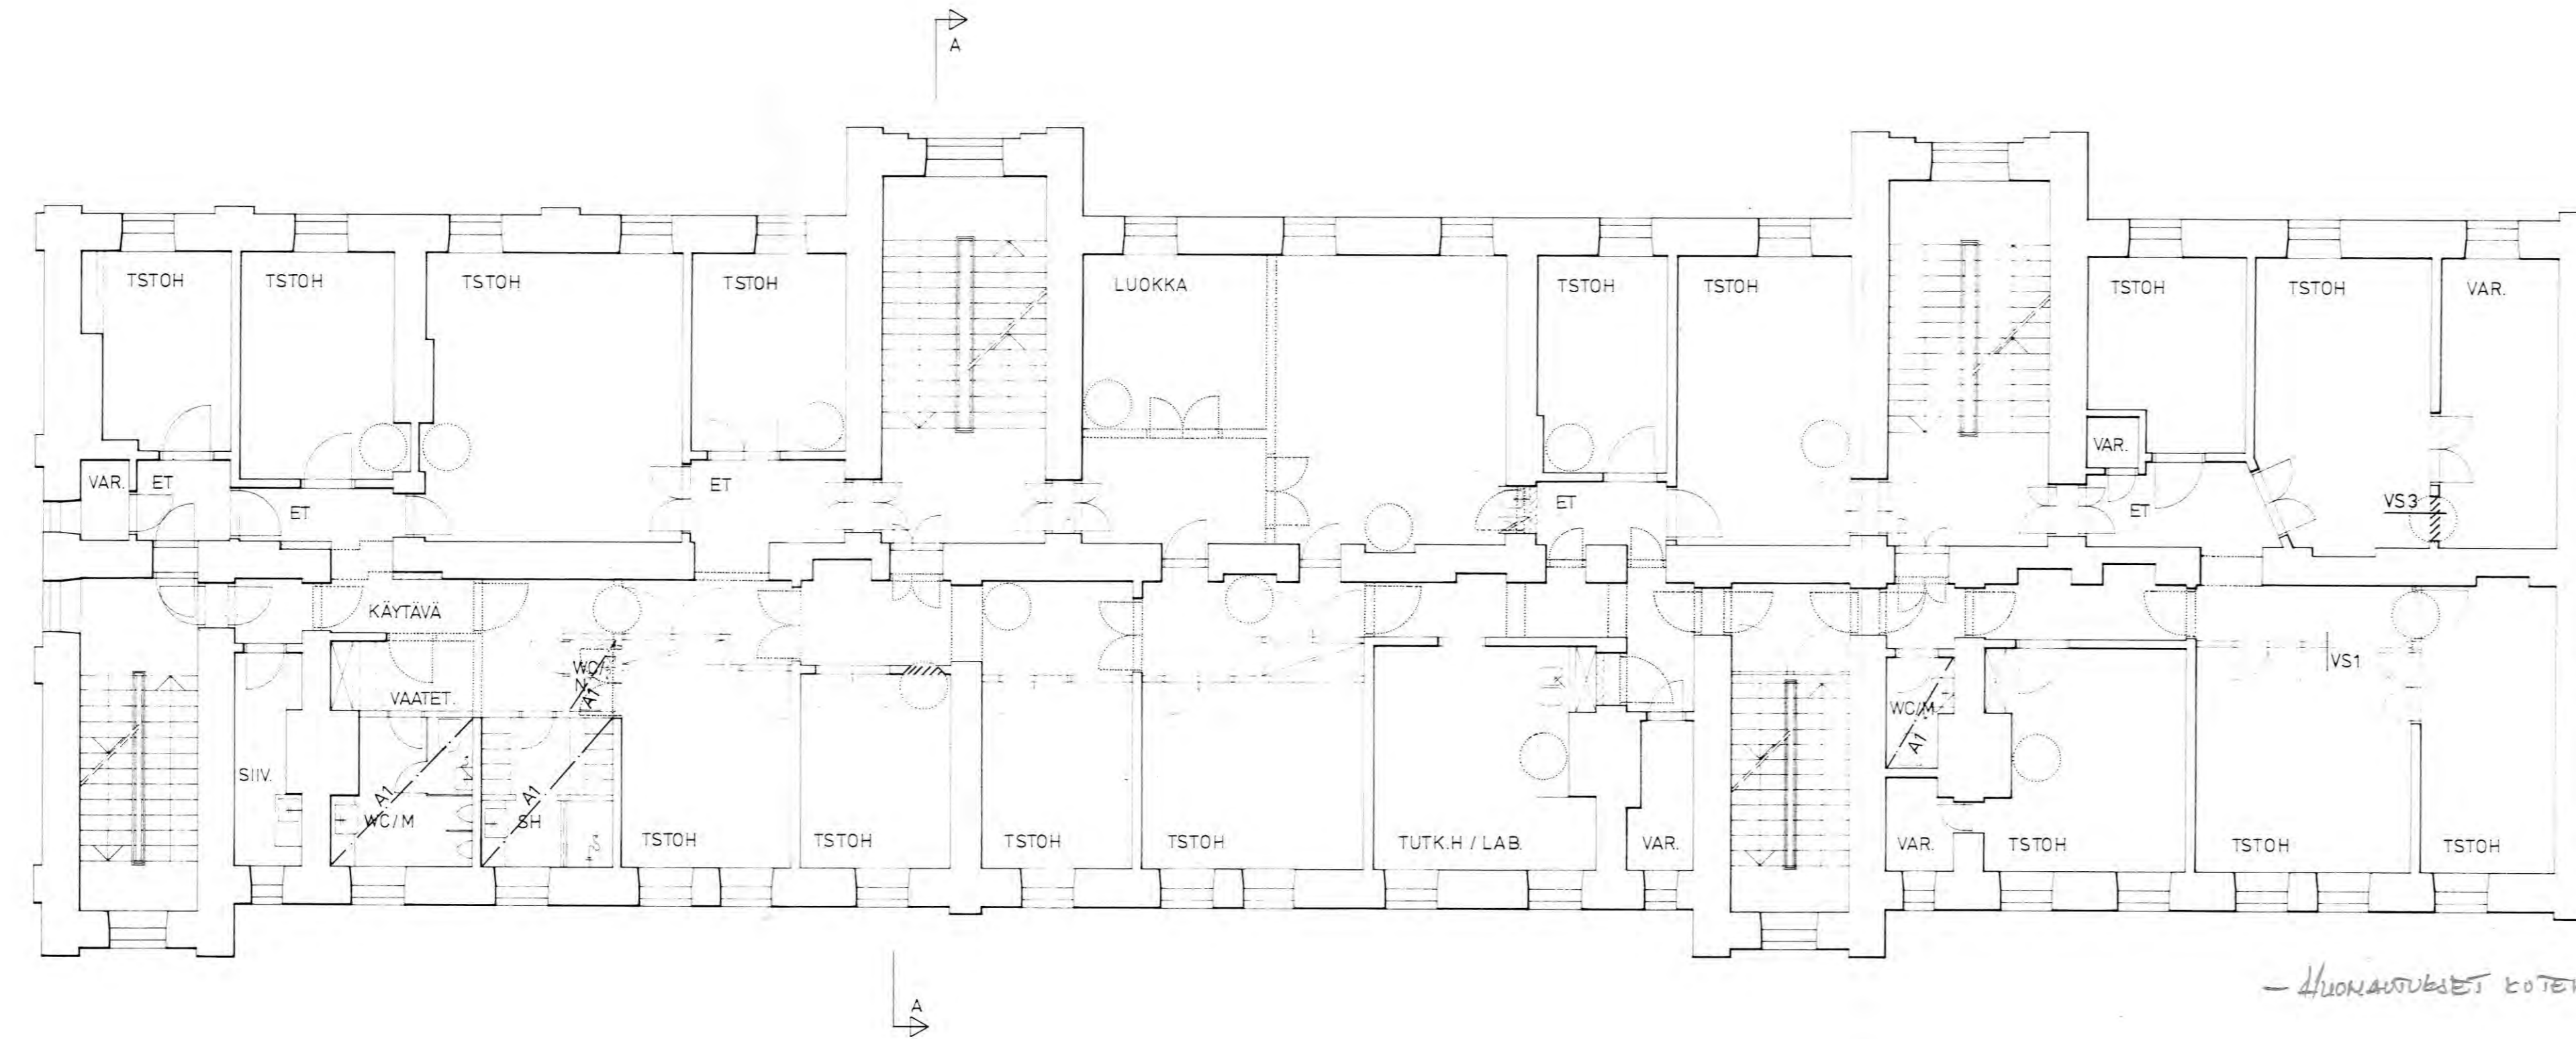 A
TSTOH
TSTOH
TSTOH
TSTOH
LUOKKA
TSTOH
TSTOH
TSTOH
TSTOH
VAR.
VAR.
ET
ET
ET
ET
VAR.
ET
VS3
KÄYTÄVÄ
VAATET.
WC/
N
A1
VS1
WC/M
A1
SIIV.
A1
WC/M
A1
SH
TSTOH
TSTOH
TSTOH
TSTOH
TUTK.H / LAB.
VAR.
VAR.
TSTOH
TSTOH
TSTOH
A
– HUOMAUTUKSET